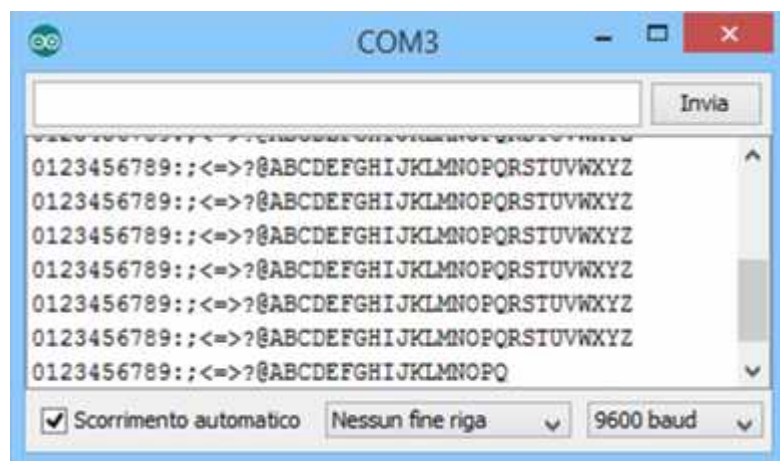 COM3
Invia
0123456789:;<=>?@ABCDEFGHIJKLMNOPQRSTUVWXYZ
0123456789:;<=>?@ABCDEFGHIJKLMNOPQRSTUVWXYZ
0123456789:;<=>?@ABCDEFGHIJKLMNOPQRSTUVWXYZ
0123456789:;<=>?@ABCDEFGHIJKLMNOPQRSTUVWXYZ
0123456789:;<=>?@ABCDEFGHIJKLMNOPQRSTUVWXYZ
0123456789:;<=>?@ABCDEFGHIJKLMNOPQRSTUVWXYZ
0123456789:;<=>?@ABCDEFGHIJKLMNOPQ
Scorrimento automatico Nessun fine riga 9600 baud